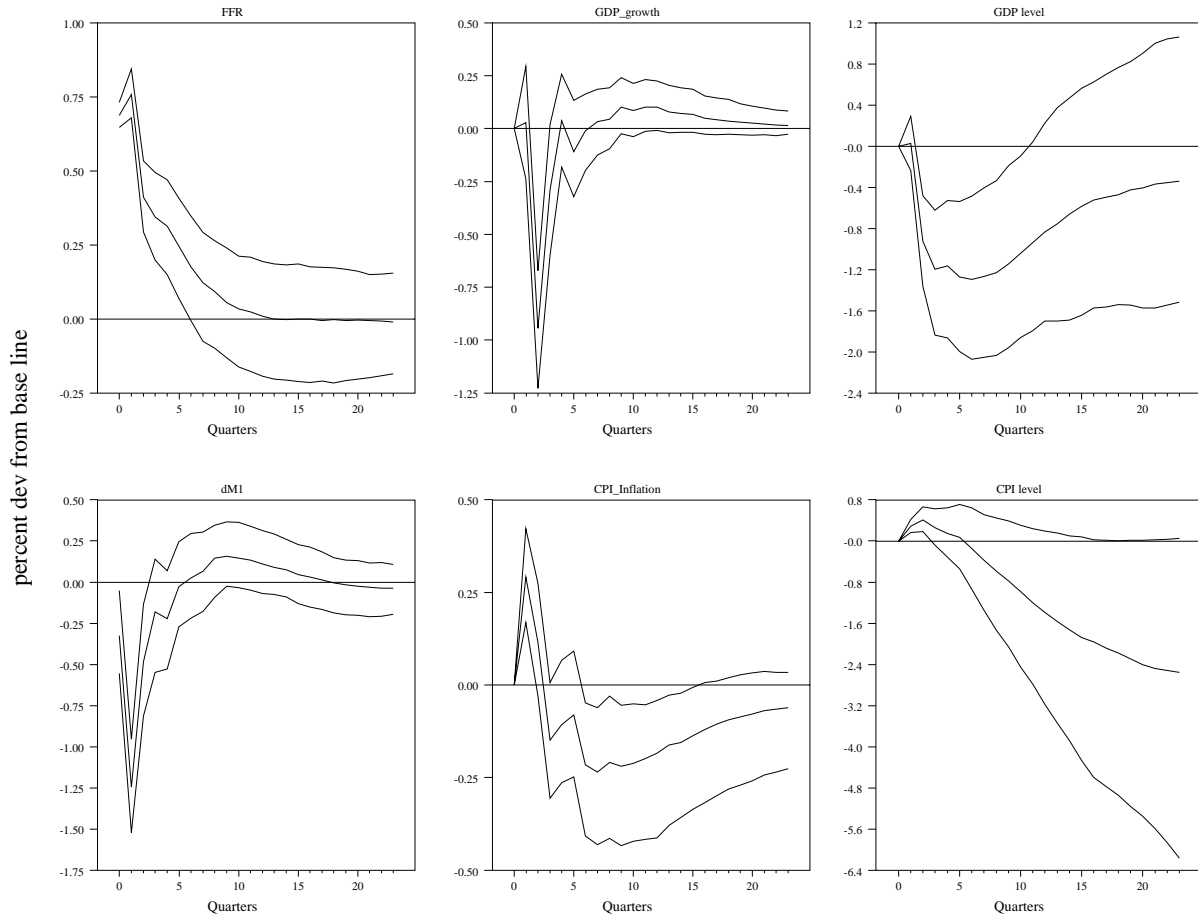 percent dev from base line
FFR
1.00
0.75
0.50
0.25
0.00
-0.25
0 5 10 15 20
Quarters
GDP_growth
0.50
0.25
0.00
-0.25
-0.50
-0.75
-1.00
-1.25
0 5 10 15 20
Quarters
GDP level
1.2
0.8
0.4
-0.0
-0.4
-0.8
-1.2
-1.6
-2.0
-2.4
0 5 10 15 20
Quarters
dM1
0.50
0.25
0.00
-0.25
-0.50
-0.75
-1.00
-1.25
-1.50
-1.75
0 5 10 15 20
Quarters
CPI_Inflation
0.50
0.25
0.00
-0.25
-0.50
0 5 10 15 20
Quarters
CPI level
0.8
-0.0
-0.8
-1.6
-2.4
-3.2
-4.0
-4.8
-5.6
-6.4
0 5 10 15 20
Quarters